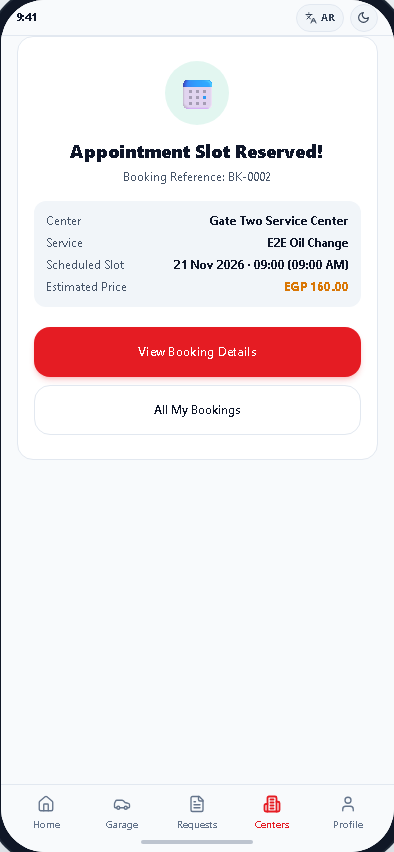 9:41
AR
Appointment Slot Reserved!
Booking Reference: BK-0002
Center Gate Two Service Center
Service E2E Oil Change
Scheduled Slot 21 Nov 2026 · 09:00 (09:00 AM)
Estimated Price EGP 160.00
View Booking Details
All My Bookings
Home Garage Requests Centers Profile